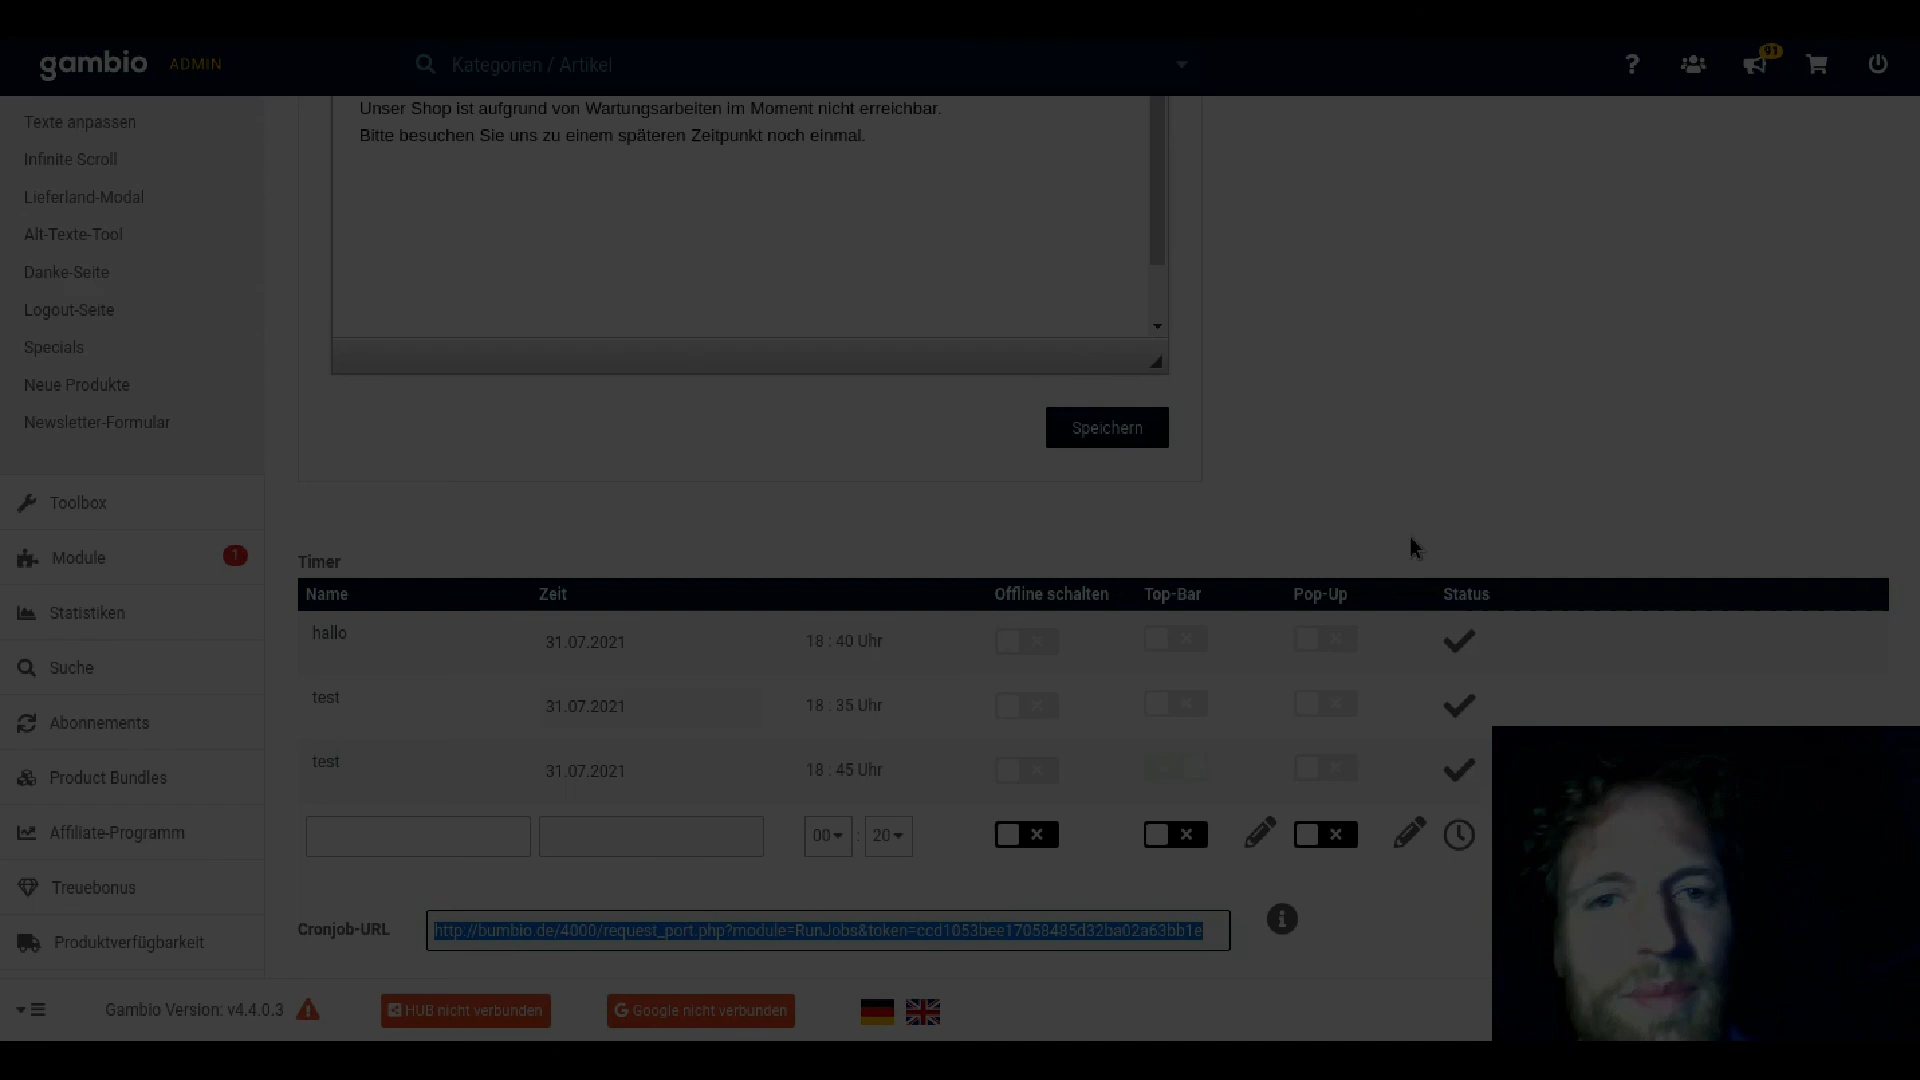 gambio ADMIN
Kategorien / Artikel
91
Texte anpassen
Infinite Scroll
Lieferland-Modal
Alt-Texte-Tool
Danke-Seite
Logout-Seite
Specials
Neue Produkte
Newsletter-Formular
Toolbox
Module 1
Statistiken
Suche
Abonnements
Product Bundles
Affiliate-Programm
Treuebonus
Produktverfügbarkeit
Unser Shop ist aufgrund von Wartungsarbeiten im Moment nicht erreichbar.
Bitte besuchen Sie uns zu einem späteren Zeitpunkt noch einmal.
Speichern
Timer
Name Zeit Offline schalten Top-Bar Pop-Up Status
hallo 31.07.2021 18 : 40 Uhr
test 31.07.2021 18 : 35 Uhr
test 31.07.2021 18 : 45 Uhr
00 : 20
Cronjob-URL http://bumbio.de/4000/request_port.php?module=RunJobs&token=ccd1053bee17058485d32ba02a63bb1e
Gambio Version: v4.4.0.3 HUB nicht verbunden Google nicht verbunden